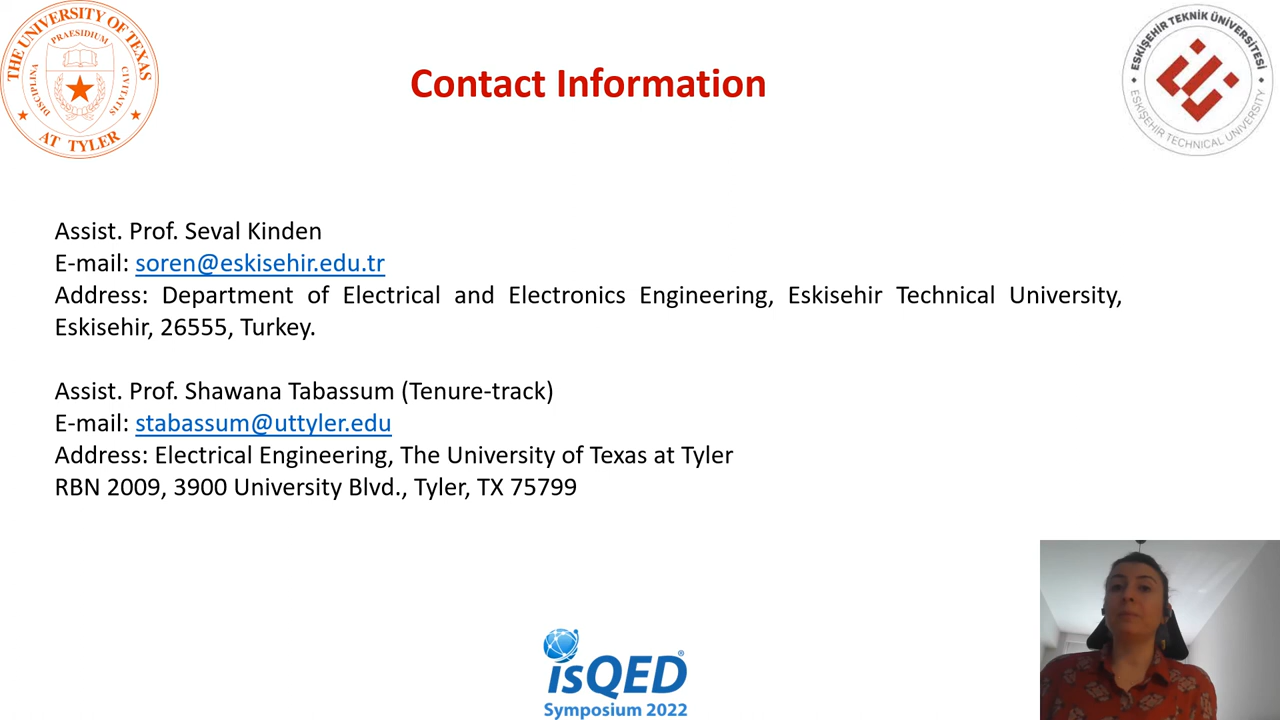 THE UNIVERSITY OF TEXAS
PRAESIDIUM
DISCIPLINA
CIVITATIS
AT TYLER
Contact Information
ESKİŞEHİR TEKNİK ÜNİVERSİTESİ
ESKİŞEHİR TECHNICAL UNIVERSITY
Assist. Prof. Seval Kinden
E-mail: soren@eskisehir.edu.tr
Address: Department of Electrical and Electronics Engineering, Eskisehir Technical University,
Eskisehir, 26555, Turkey.
Assist. Prof. Shawana Tabassum (Tenure-track)
E-mail: stabassum@uttyler.edu
Address: Electrical Engineering, The University of Texas at Tyler
RBN 2009, 3900 University Blvd., Tyler, TX 75799
isQED®
Symposium 2022